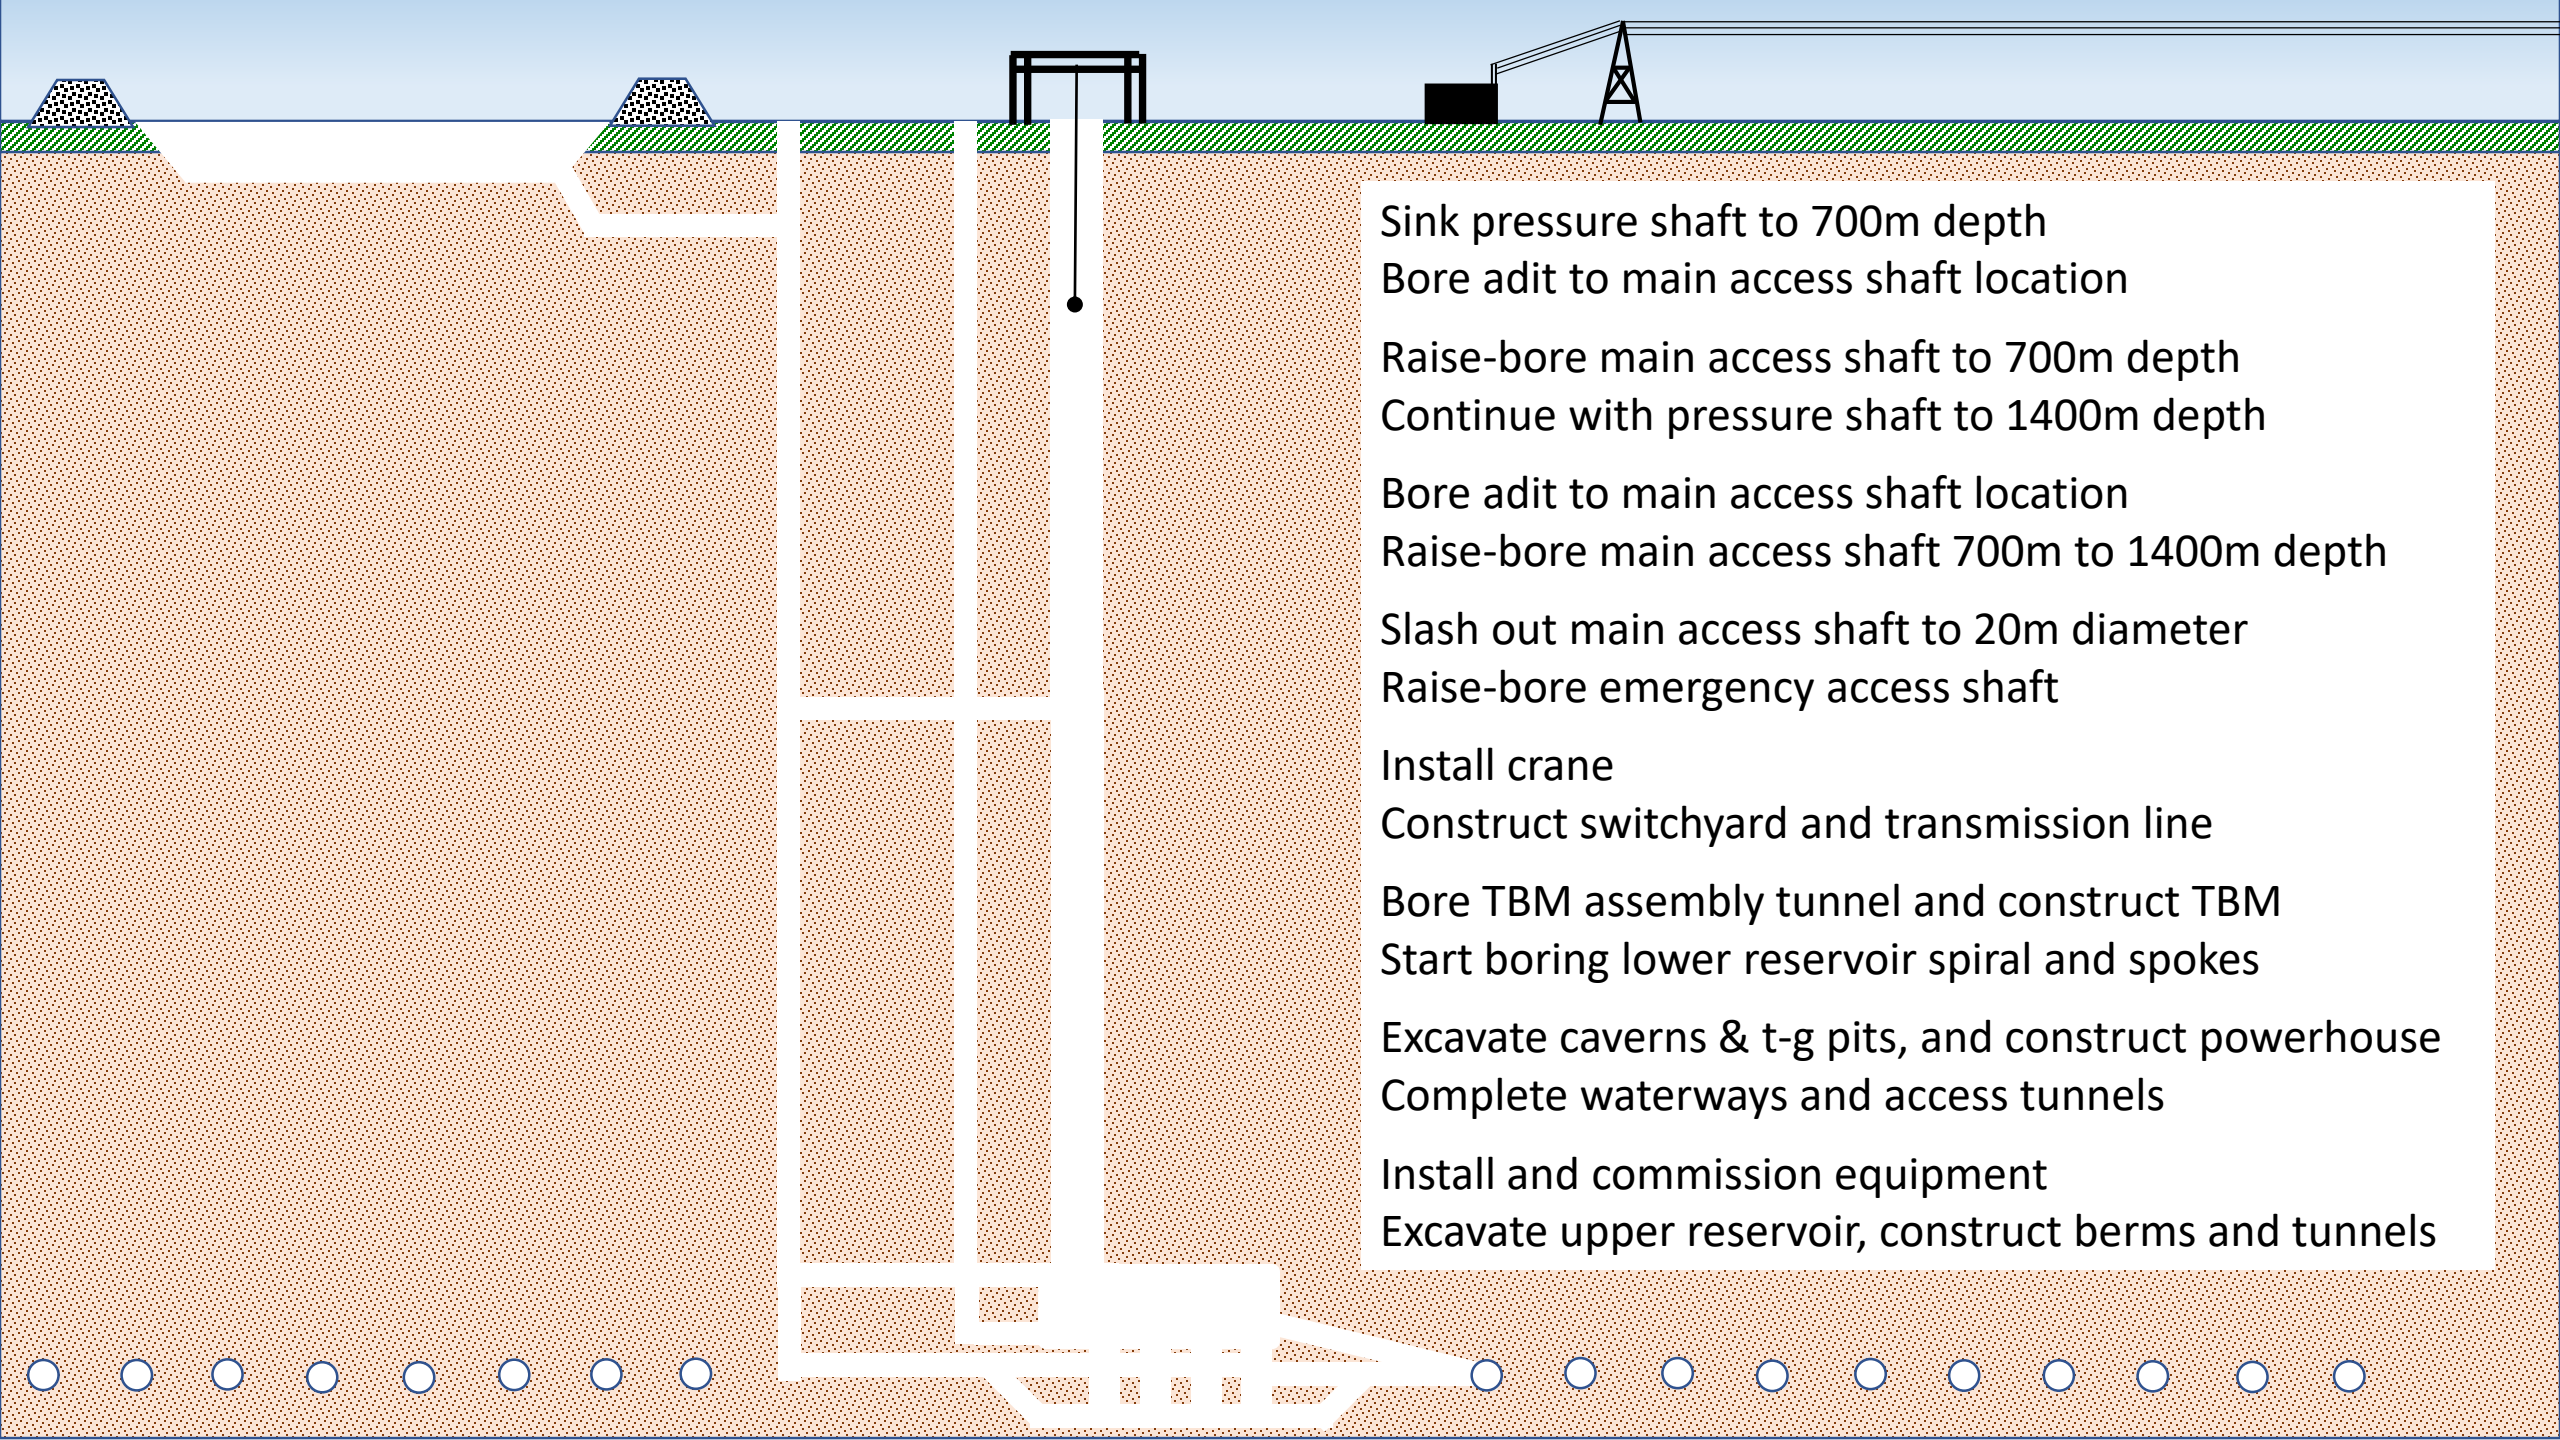 Sink pressure shaft to 700m depth
Bore adit to main access shaft location
Raise-bore main access shaft to 700m depth
Continue with pressure shaft to 1400m depth
Bore adit to main access shaft location
Raise-bore main access shaft 700m to 1400m depth
Slash out main access shaft to 20m diameter
Raise-bore emergency access shaft
Install crane
Construct switchyard and transmission line
Bore TBM assembly tunnel and construct TBM
Start boring lower reservoir spiral and spokes
Excavate caverns & t-g pits, and construct powerhouse
Complete waterways and access tunnels
Install and commission equipment
Excavate upper reservoir, construct berms and tunnels